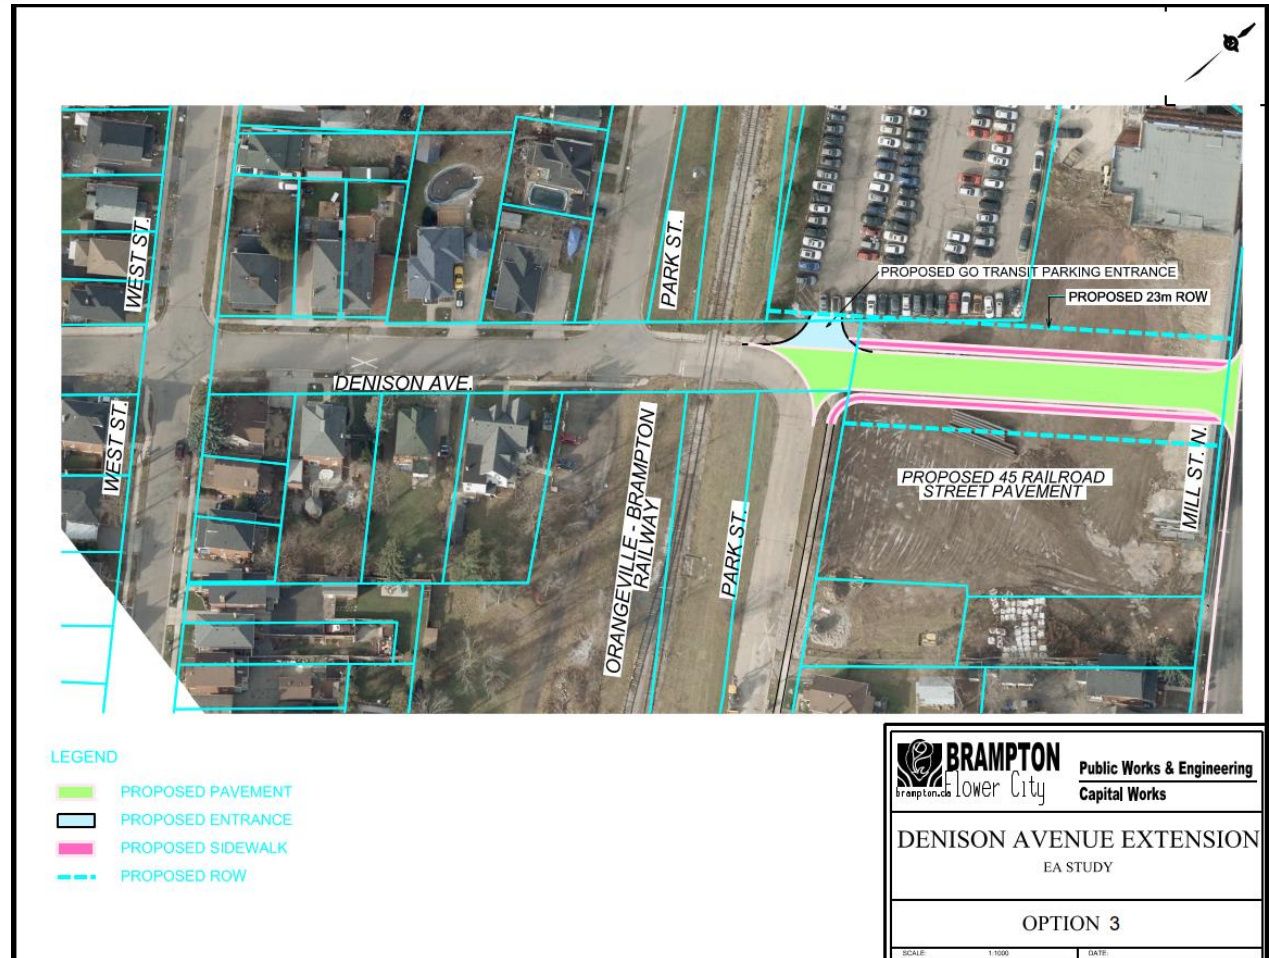 WEST ST.
PARK ST.
PROPOSED GO TRANSIT PARKING ENTRANCE
PROPOSED 23m ROW
DENISON AVE.
WEST ST.
ORANGEVILLE - BRAMPTON
RAILWAY
PARK ST.
PROPOSED 45 RAILROAD
STREET PAVEMENT
MILL ST. N.
LEGEND
PROPOSED PAVEMENT
PROPOSED ENTRANCE
PROPOSED SIDEWALK
PROPOSED ROW
BRAMPTON
brampton.ca Flower City
Public Works & Engineering
Capital Works
DENISON AVENUE EXTENSION
EA STUDY
OPTION 3
SCALE: 1:1000 DATE: